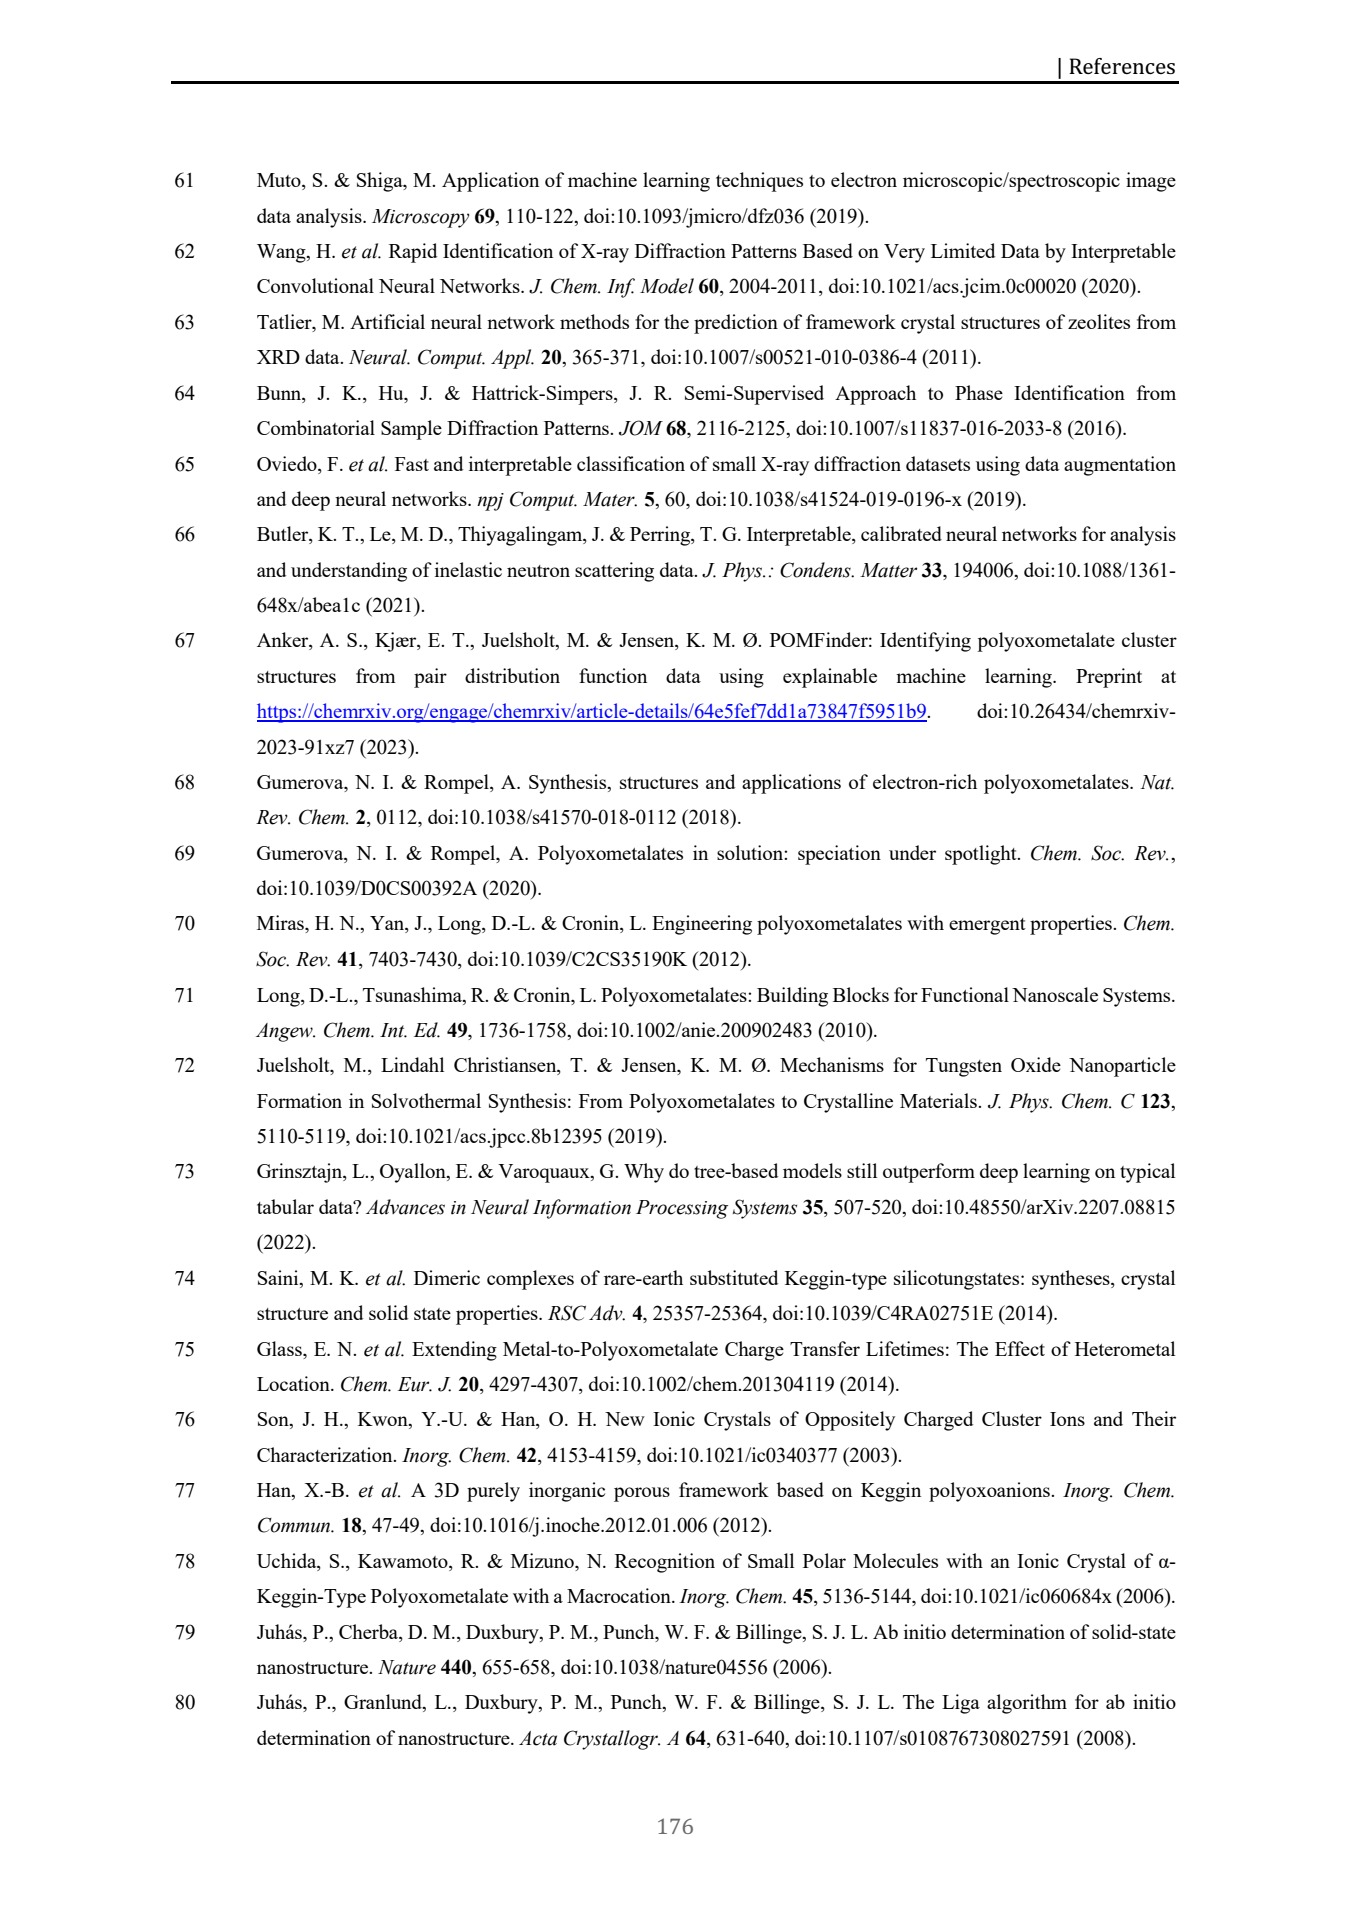 | References
61 Muto, S. & Shiga, M. Application of machine learning techniques to electron microscopic/spectroscopic image
data analysis. Microscopy 69, 110-122, doi:10.1093/jmicro/dfz036 (2019).
62 Wang, H. et al. Rapid Identification of X-ray Diffraction Patterns Based on Very Limited Data by Interpretable
Convolutional Neural Networks. J. Chem. Inf. Model 60, 2004-2011, doi:10.1021/acs.jcim.0c00020 (2020).
63 Tatlier, M. Artificial neural network methods for the prediction of framework crystal structures of zeolites from
XRD data. Neural. Comput. Appl. 20, 365-371, doi:10.1007/s00521-010-0386-4 (2011).
64 Bunn, J. K., Hu, J. & Hattrick-Simpers, J. R. Semi-Supervised Approach to Phase Identification from
Combinatorial Sample Diffraction Patterns. JOM 68, 2116-2125, doi:10.1007/s11837-016-2033-8 (2016).
65 Oviedo, F. et al. Fast and interpretable classification of small X-ray diffraction datasets using data augmentation
and deep neural networks. npj Comput. Mater. 5, 60, doi:10.1038/s41524-019-0196-x (2019).
66 Butler, K. T., Le, M. D., Thiyagalingam, J. & Perring, T. G. Interpretable, calibrated neural networks for analysis
and understanding of inelastic neutron scattering data. J. Phys.: Condens. Matter 33, 194006, doi:10.1088/1361-
648x/abea1c (2021).
67 Anker, A. S., Kjær, E. T., Juelsholt, M. & Jensen, K. M. Ø. POMFinder: Identifying polyoxometalate cluster
structures from pair distribution function data using explainable machine learning. Preprint at
https://chemrxiv.org/engage/chemrxiv/article-details/64e5fef7dd1a73847f5951b9. doi:10.26434/chemrxiv-
2023-91xz7 (2023).
68 Gumerova, N. I. & Rompel, A. Synthesis, structures and applications of electron-rich polyoxometalates. Nat.
Rev. Chem. 2, 0112, doi:10.1038/s41570-018-0112 (2018).
69 Gumerova, N. I. & Rompel, A. Polyoxometalates in solution: speciation under spotlight. Chem. Soc. Rev.,
doi:10.1039/D0CS00392A (2020).
70 Miras, H. N., Yan, J., Long, D.-L. & Cronin, L. Engineering polyoxometalates with emergent properties. Chem.
Soc. Rev. 41, 7403-7430, doi:10.1039/C2CS35190K (2012).
71 Long, D.-L., Tsunashima, R. & Cronin, L. Polyoxometalates: Building Blocks for Functional Nanoscale Systems.
Angew. Chem. Int. Ed. 49, 1736-1758, doi:10.1002/anie.200902483 (2010).
72 Juelsholt, M., Lindahl Christiansen, T. & Jensen, K. M. Ø. Mechanisms for Tungsten Oxide Nanoparticle
Formation in Solvothermal Synthesis: From Polyoxometalates to Crystalline Materials. J. Phys. Chem. C 123,
5110-5119, doi:10.1021/acs.jpcc.8b12395 (2019).
73 Grinsztajn, L., Oyallon, E. & Varoquaux, G. Why do tree-based models still outperform deep learning on typical
tabular data? Advances in Neural Information Processing Systems 35, 507-520, doi:10.48550/arXiv.2207.08815
(2022).
74 Saini, M. K. et al. Dimeric complexes of rare-earth substituted Keggin-type silicotungstates: syntheses, crystal
structure and solid state properties. RSC Adv. 4, 25357-25364, doi:10.1039/C4RA02751E (2014).
75 Glass, E. N. et al. Extending Metal-to-Polyoxometalate Charge Transfer Lifetimes: The Effect of Heterometal
Location. Chem. Eur. J. 20, 4297-4307, doi:10.1002/chem.201304119 (2014).
76 Son, J. H., Kwon, Y.-U. & Han, O. H. New Ionic Crystals of Oppositely Charged Cluster Ions and Their
Characterization. Inorg. Chem. 42, 4153-4159, doi:10.1021/ic0340377 (2003).
77 Han, X.-B. et al. A 3D purely inorganic porous framework based on Keggin polyoxoanions. Inorg. Chem.
Commun. 18, 47-49, doi:10.1016/j.inoche.2012.01.006 (2012).
78 Uchida, S., Kawamoto, R. & Mizuno, N. Recognition of Small Polar Molecules with an Ionic Crystal of α-
Keggin-Type Polyoxometalate with a Macrocation. Inorg. Chem. 45, 5136-5144, doi:10.1021/ic060684x (2006).
79 Juhás, P., Cherba, D. M., Duxbury, P. M., Punch, W. F. & Billinge, S. J. L. Ab initio determination of solid-state
nanostructure. Nature 440, 655-658, doi:10.1038/nature04556 (2006).
80 Juhás, P., Granlund, L., Duxbury, P. M., Punch, W. F. & Billinge, S. J. L. The Liga algorithm for ab initio
determination of nanostructure. Acta Crystallogr. A 64, 631-640, doi:10.1107/s0108767308027591 (2008).
176